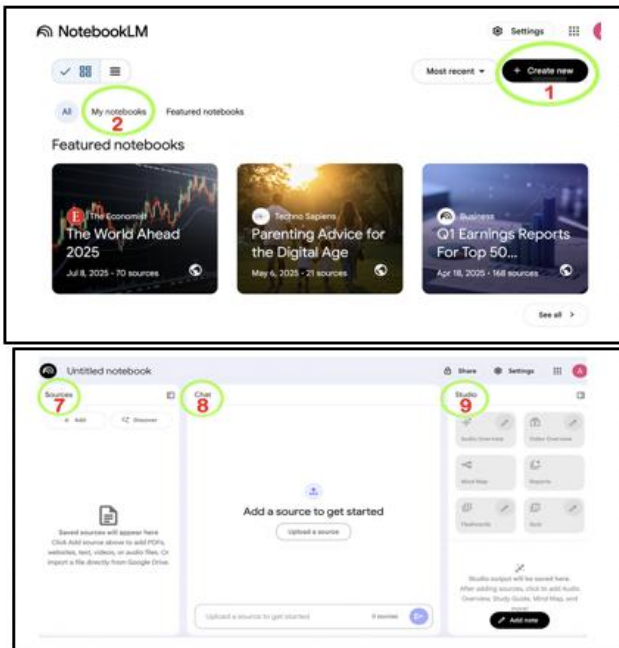 NotebookLM
Settings
Most recent
+ Create new
1
All
My notebooks
Featured notebooks
2
Featured notebooks
The Economist
The World Ahead
2025
Jul 8, 2025 · 70 sources
Techno Sapiens
Parenting Advice for
the Digital Age
May 6, 2025 · 21 sources
Business
Q1 Earnings Reports
For Top 50...
Apr 18, 2025 · 168 sources
See all >
Untitled notebook
Share
Settings
A
Sources
7
+ Add
Discover
Saved sources will appear here
Click Add source above to add PDFs,
websites, text, videos, or audio files. Or
import a file directly from Google Drive.
Chat
8
Add a source to get started
Upload a source
Upload a source to get started
0 sources
Studio
9
Audio Overview
Video Overview
Mind Map
Reports
Flashcards
Quiz
Studio output will be saved here.
After adding sources, click to add Audio
Overview, Study Guide, Mind Map, and
more!
Add note